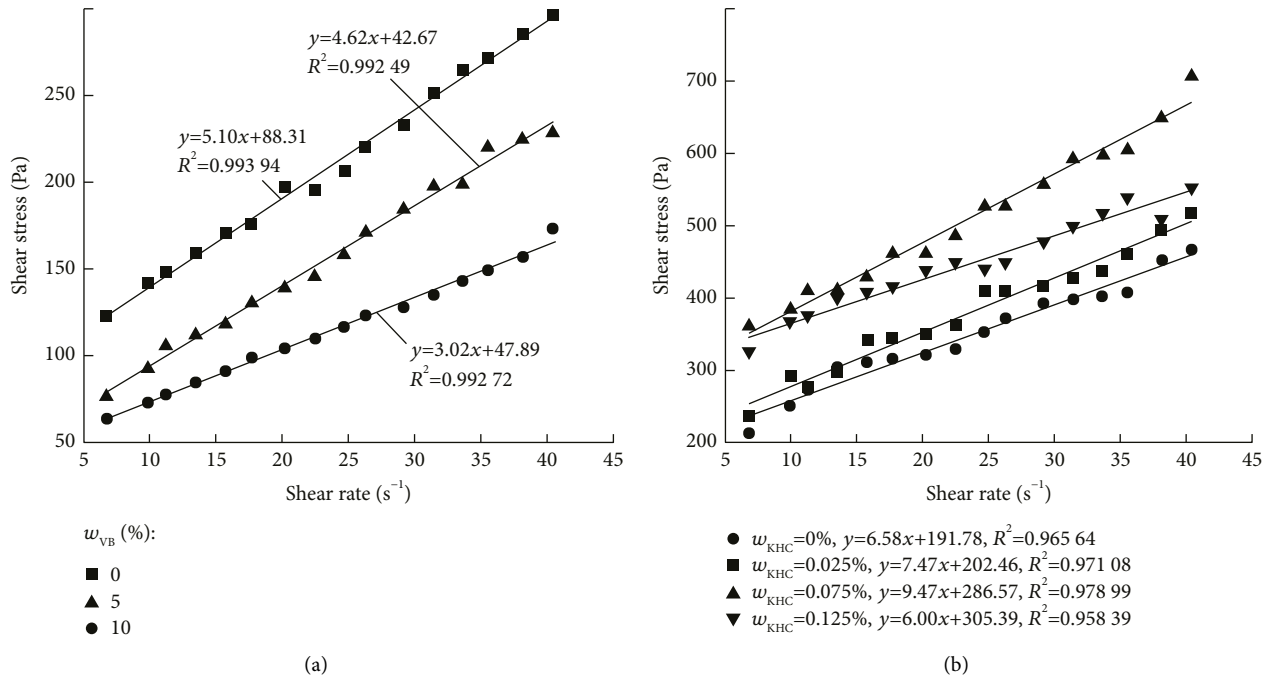 y=4.62x+42.67
R²=0.992 49
y=5.10x+88.31
R²=0.993 94
y=3.02x+47.89
R²=0.992 72
250
200
150
100
50
Shear stress (Pa)
5 10 15 20 25 30 35 40 45
Shear rate (s⁻¹)
w_VB (%):
0
5
10
(a)
700
600
500
400
300
200
Shear stress (Pa)
5 10 15 20 25 30 35 40 45
Shear rate (s⁻¹)
w_KHC=0%, y=6.58x+191.78, R²=0.965 64
w_KHC=0.025%, y=7.47x+202.46, R²=0.971 08
w_KHC=0.075%, y=9.47x+286.57, R²=0.978 99
w_KHC=0.125%, y=6.00x+305.39, R²=0.958 39
(b)